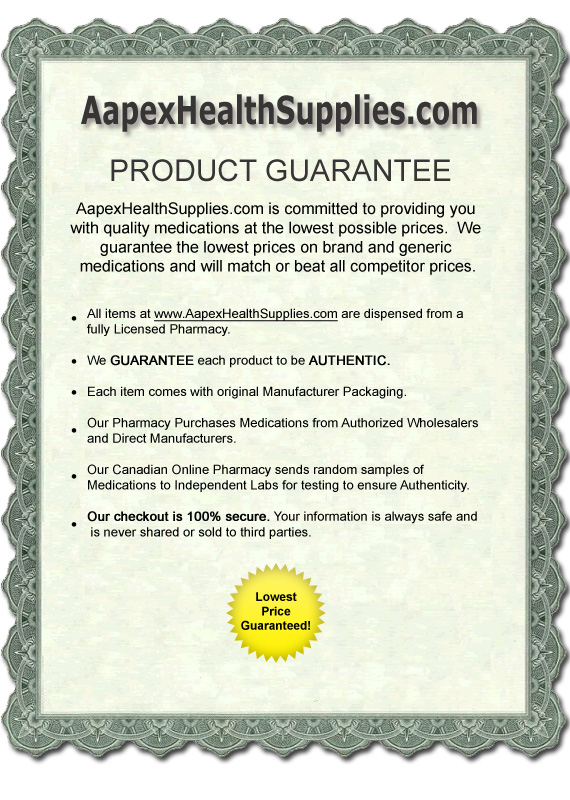 AapexHealthSupplies.com
PRODUCT GUARANTEE
AapexHealthSupplies.com is committed to providing you
with quality medications at the lowest possible prices.  We
guarantee the lowest prices on brand and generic
medications and will match or beat all competitor prices.
• All items at www.AapexHealthSupplies.com are dispensed from a
fully Licensed Pharmacy.
• We GUARANTEE each product to be AUTHENTIC.
• Each item comes with original Manufacturer Packaging.
• Our Pharmacy Purchases Medications from Authorized Wholesalers
and Direct Manufacturers.
• Our Canadian Online Pharmacy sends random samples of
Medications to Independent Labs for testing to ensure Authenticity.
• Our checkout is 100% secure. Your information is always safe and
is never shared or sold to third parties.
Lowest
Price
Guaranteed!